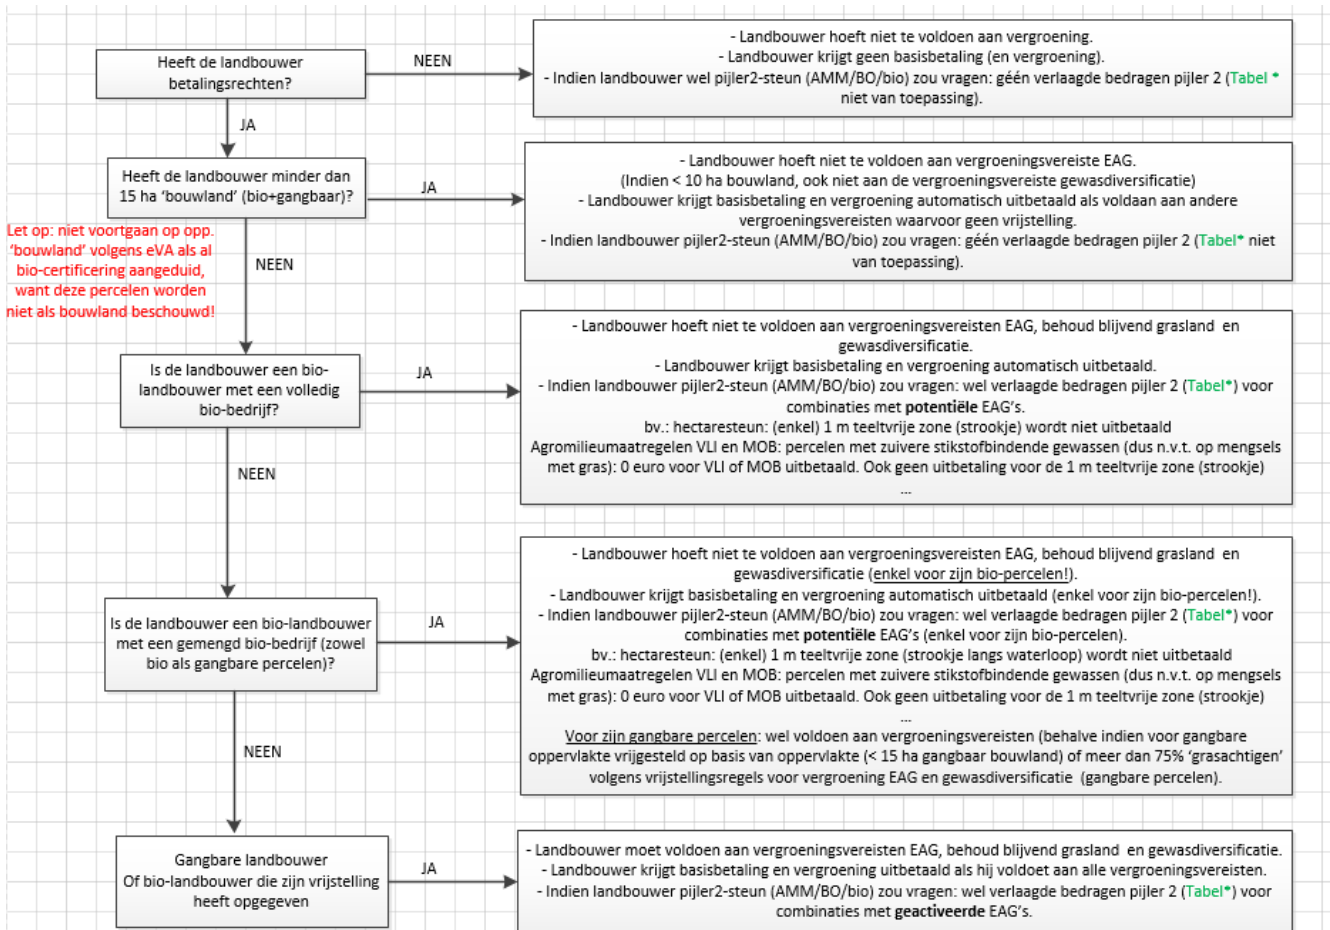 Heeft de landbouwer
betalingsrechten?
NEEN
- Landbouwer hoeft niet te voldoen aan vergroening.
- Landbouwer krijgt geen basisbetaling (en vergroening).
- Indien landbouwer wel pijler2-steun (AMM/BO/bio) zou vragen: géén verlaagde bedragen pijler 2 (Tabel *
niet van toepassing).
JA
Heeft de landbouwer minder dan
15 ha ‘bouwland’ (bio+gangbaar)?
JA
- Landbouwer hoeft niet te voldoen aan vergroeningsvereiste EAG.
(Indien < 10 ha bouwland, ook niet aan de vergroeningsvereiste gewasdiversificatie)
- Landbouwer krijgt basisbetaling en vergroening automatisch uitbetaald als voldaan aan andere
vergroeningsvereisten waarvoor geen vrijstelling.
- Indien landbouwer pijler2-steun (AMM/BO/bio) zou vragen: géén verlaagde bedragen pijler 2 (Tabel* niet
van toepassing).
Let op: niet voortgaan op opp.
‘bouwland’ volgens eVA als al
bio-certificering aangeduid,
want deze percelen worden
niet als bouwland beschouwd!
NEEN
Is de landbouwer een bio-
landbouwer met een volledig
bio-bedrijf?
JA
- Landbouwer hoeft niet te voldoen aan vergroeningsvereisten EAG, behoud blijvend grasland en
gewasdiversificatie.
- Landbouwer krijgt basisbetaling en vergroening automatisch uitbetaald.
- Indien landbouwer pijler2-steun (AMM/BO/bio) zou vragen: wel verlaagde bedragen pijler 2 (Tabel*) voor
combinaties met potentiële EAG’s.
bv.: hectaresteun: (enkel) 1 m teeltvrije zone (strookje) wordt niet uitbetaald
Agromilieumaatregelen VLI en MOB: percelen met zuivere stikstofbindende gewassen (dus n.v.t. op mengsels
met gras): 0 euro voor VLI of MOB uitbetaald. Ook geen uitbetaling voor de 1 m teeltvrije zone (strookje)
...
NEEN
Is de landbouwer een bio-landbouwer
met een gemengd bio-bedrijf (zowel
bio als gangbare percelen)?
JA
- Landbouwer hoeft niet te voldoen aan vergroeningsvereisten EAG, behoud blijvend grasland en
gewasdiversificatie (enkel voor zijn bio-percelen!).
- Landbouwer krijgt basisbetaling en vergroening automatisch uitbetaald (enkel voor zijn bio-percelen!).
- Indien landbouwer pijler2-steun (AMM/BO/bio) zou vragen: wel verlaagde bedragen pijler 2 (Tabel*) voor
combinaties met potentiële EAG’s (enkel voor zijn bio-percelen).
bv.: hectaresteun: (enkel) 1 m teeltvrije zone (strookje langs waterloop) wordt niet uitbetaald
Agromilieumaatregelen VLI en MOB: percelen met zuivere stikstofbindende gewassen (dus n.v.t. op mengsels
met gras): 0 euro voor VLI of MOB uitbetaald. Ook geen uitbetaling voor de 1 m teeltvrije zone (strookje)
...
Voor zijn gangbare percelen: wel voldoen aan vergroeningsvereisten (behalve indien voor gangbare
oppervlakte vrijgesteld op basis van oppervlakte (< 15 ha gangbaar bouwland) of meer dan 75% ‘grasachtigen’
volgens vrijstellingsregels voor vergroening EAG en gewasdiversificatie (gangbare percelen).
NEEN
Gangbare landbouwer
Of bio-landbouwer die zijn vrijstelling
heeft opgegeven
JA
- Landbouwer moet voldoen aan vergroeningsvereisten EAG, behoud blijvend grasland en gewasdiversificatie.
- Landbouwer krijgt basisbetaling en vergroening uitbetaald als hij voldoet aan alle vergroeningsvereisten.
- Indien landbouwer pijler2-steun (AMM/BO/bio) zou vragen: wel verlaagde bedragen pijler 2 (Tabel*) voor
combinaties met geactiveerde EAG’s.